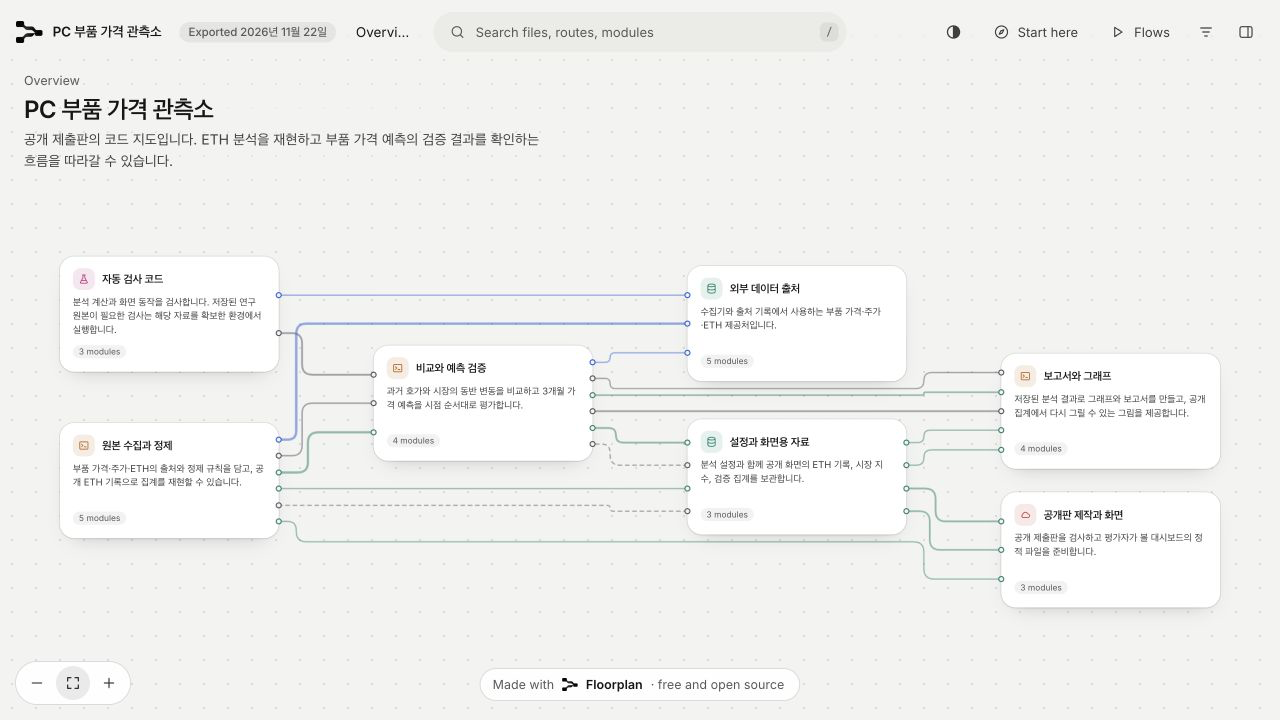 PC 부품 가격 관측소
Exported 2026년 11월 22일
Overvi...
Search files, routes, modules
/
Start here
Flows
Overview
PC 부품 가격 관측소
공개 제출판의 코드 지도입니다. ETH 분석을 재현하고 부품 가격 예측의 검증 결과를 확인하는
흐름을 따라갈 수 있습니다.
자동 검사 코드
분석 계산과 화면 동작을 검사합니다. 저장된 연구
원본이 필요한 검사는 해당 자료를 확보한 환경에서
실행합니다.
3 modules
원본 수집과 정제
부품 가격·주가·ETH의 출처와 정제 규칙을 담고, 공
개 ETH 기록으로 집계를 재현할 수 있습니다.
5 modules
비교와 예측 검증
과거 호가와 시장의 동반 변동을 비교하고 3개월 가
격 예측을 시점 순서대로 평가합니다.
4 modules
외부 데이터 출처
수집기와 출처 기록에서 사용하는 부품 가격·주가
·ETH 제공처입니다.
5 modules
설정과 화면용 자료
분석 설정과 함께 공개 화면의 ETH 기록, 시장 지
수, 검증 집계를 보관합니다.
3 modules
보고서와 그래프
저장된 분석 결과로 그래프와 보고서를 만들고, 공개
집계에서 다시 그릴 수 있는 그림을 제공합니다.
4 modules
공개판 제작과 화면
공개 제출판을 검사하고 평가자가 볼 대시보드의 정
적 파일을 준비합니다.
3 modules
Made with Floorplan · free and open source